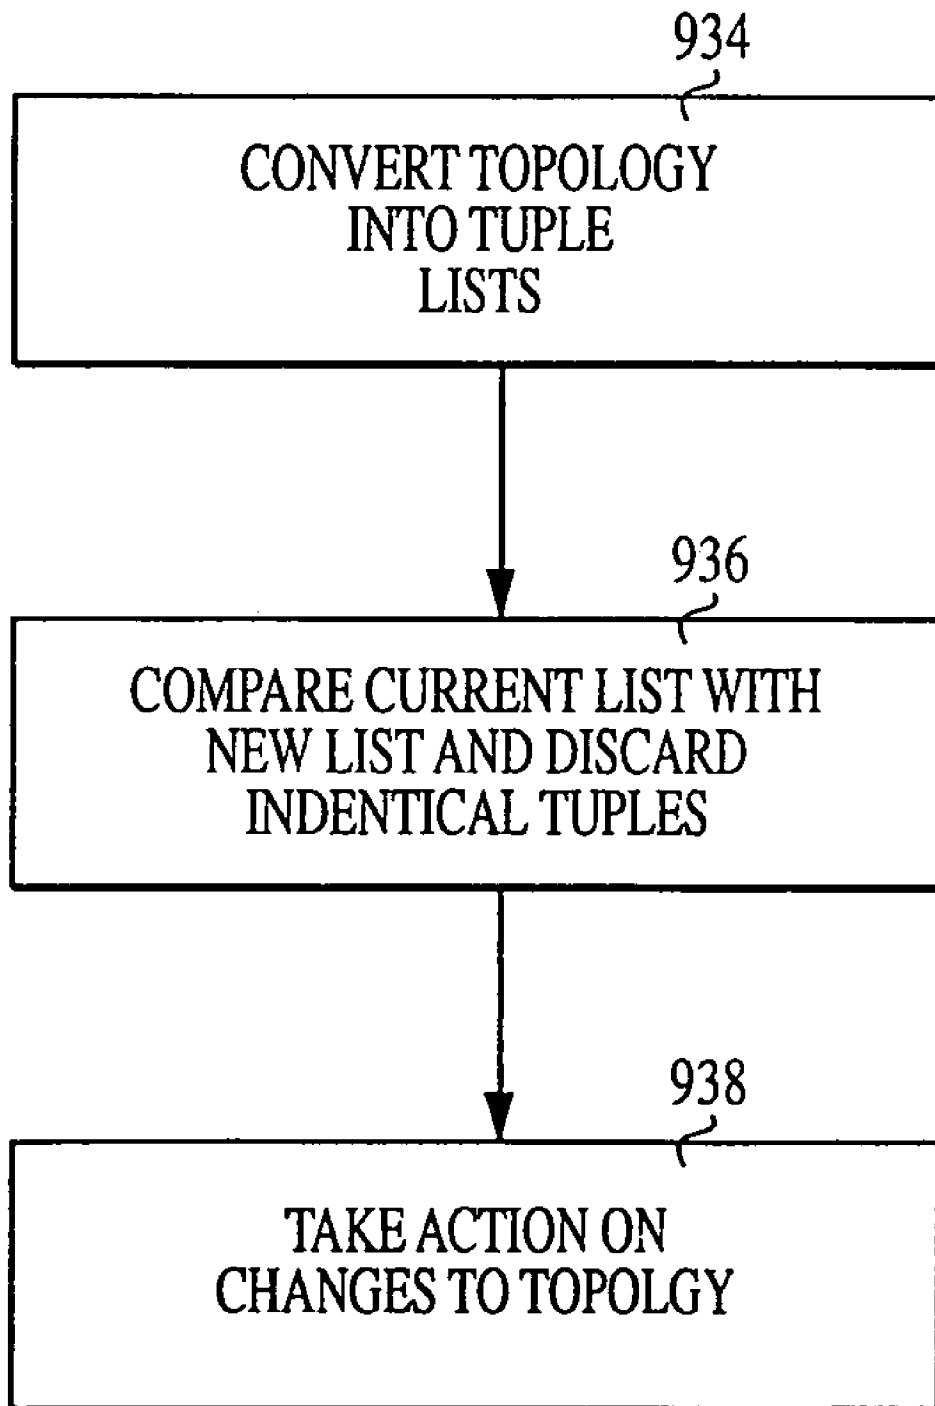 934
CONVERT TOPOLOGY
INTO TUPLE
LISTS
936
COMPARE CURRENT LIST WITH
NEW LIST AND DISCARD
INDENTICAL TUPLES
938
TAKE ACTION ON
CHANGES TO TOPOLGY